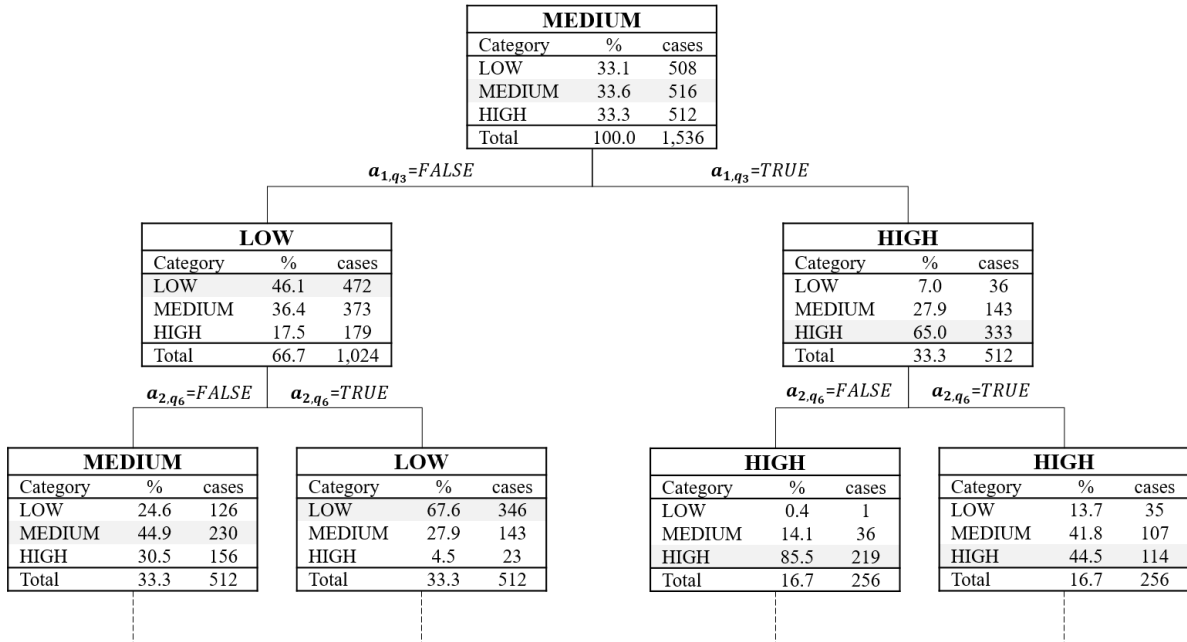 MEDIUM
Category % cases
LOW 33.1 508
MEDIUM 33.6 516
HIGH 33.3 512
Total 100.0 1,536
a1,q3=FALSE
a1,q3=TRUE
LOW
Category % cases
LOW 46.1 472
MEDIUM 36.4 373
HIGH 17.5 179
Total 66.7 1,024
HIGH
Category % cases
LOW 7.0 36
MEDIUM 27.9 143
HIGH 65.0 333
Total 33.3 512
a2,q6=FALSE
a2,q6=TRUE
a2,q6=FALSE
a2,q6=TRUE
MEDIUM
Category % cases
LOW 24.6 126
MEDIUM 44.9 230
HIGH 30.5 156
Total 33.3 512
LOW
Category % cases
LOW 67.6 346
MEDIUM 27.9 143
HIGH 4.5 23
Total 33.3 512
HIGH
Category % cases
LOW 0.4 1
MEDIUM 14.1 36
HIGH 85.5 219
Total 16.7 256
HIGH
Category % cases
LOW 13.7 35
MEDIUM 41.8 107
HIGH 44.5 114
Total 16.7 256